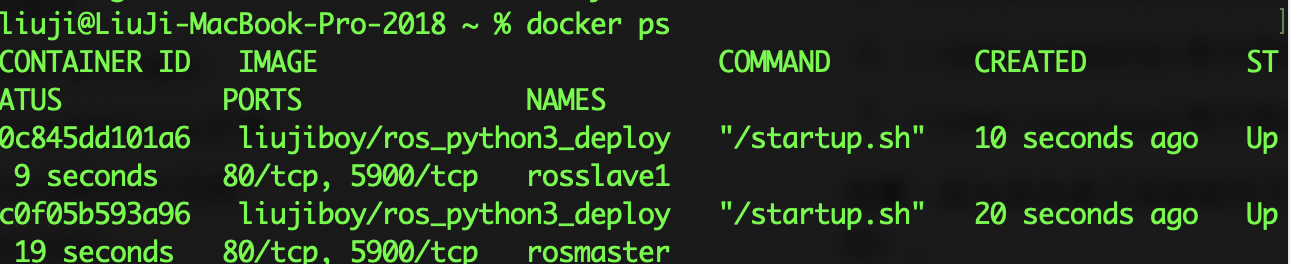 liuji@LiuJi-MacBook-Pro-2018 ~ % docker ps
CONTAINER ID   IMAGE                         COMMAND         CREATED          ST
ATUS          PORTS              NAMES
0c845dd101a6   liujiboy/ros_python3_deploy   "/startup.sh"   10 seconds ago   Up
 9 seconds    80/tcp, 5900/tcp   rosslave1
c0f05b593a96   liujiboy/ros_python3_deploy   "/startup.sh"   20 seconds ago   Up
 19 seconds   80/tcp, 5900/tcp   rosmaster